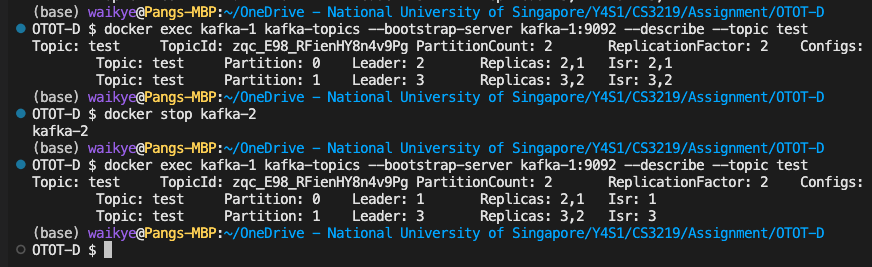 (base) waikye@Pangs-MBP:~/OneDrive - National University of Singapore/Y4S1/CS3219/Assignment/OTOT-D
OTOT-D $ docker exec kafka-1 kafka-topics --bootstrap-server kafka-1:9092 --describe --topic test
Topic: test TopicId: zqc_E98_RFienHY8n4v9Pg PartitionCount: 2 ReplicationFactor: 2 Configs:
Topic: test Partition: 0 Leader: 2 Replicas: 2,1 Isr: 2,1
Topic: test Partition: 1 Leader: 3 Replicas: 3,2 Isr: 3,2
(base) waikye@Pangs-MBP:~/OneDrive - National University of Singapore/Y4S1/CS3219/Assignment/OTOT-D
OTOT-D $ docker stop kafka-2
kafka-2
(base) waikye@Pangs-MBP:~/OneDrive - National University of Singapore/Y4S1/CS3219/Assignment/OTOT-D
OTOT-D $ docker exec kafka-1 kafka-topics --bootstrap-server kafka-1:9092 --describe --topic test
Topic: test TopicId: zqc_E98_RFienHY8n4v9Pg PartitionCount: 2 ReplicationFactor: 2 Configs:
Topic: test Partition: 0 Leader: 1 Replicas: 2,1 Isr: 1
Topic: test Partition: 1 Leader: 3 Replicas: 3,2 Isr: 3
(base) waikye@Pangs-MBP:~/OneDrive - National University of Singapore/Y4S1/CS3219/Assignment/OTOT-D
OTOT-D $